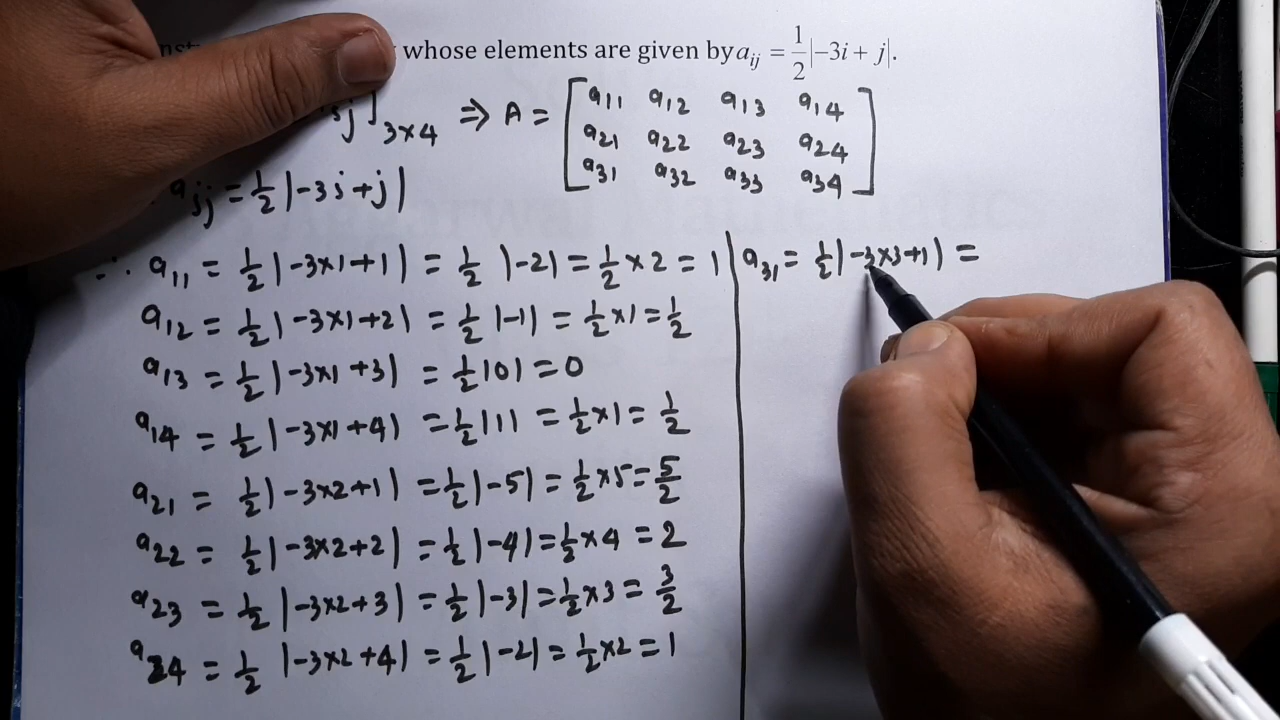 whose elements are given by a_ij = 1/2|−3i + j|.
j]3×4 ⇒ A = [a11 a12 a13 a14
a21 a22 a23 a24
a31 a32 a33 a34]
aij = 1/2 |-3i+j|
∴ a11 = 1/2 |-3×1+1| = 1/2 |-2| = 1/2 × 2 = 1
a12 = 1/2 |-3×1+2| = 1/2 |-1| = 1/2 ×1 = 1/2
a13 = 1/2 |-3×1+3| = 1/2 |0| = 0
a14 = 1/2 |-3×1+4| = 1/2 |1| = 1/2 ×1 = 1/2
a21 = 1/2 |-3×2+1| = 1/2 |-5| = 1/2 ×5 = 5/2
a22 = 1/2 |-3×2+2| = 1/2 |-4| = 1/2 ×4 = 2
a23 = 1/2 |-3×2+3| = 1/2 |-3| = 1/2 ×3 = 3/2
a24 = 1/2 |-3×2+4| = 1/2 |-2| = 1/2 ×2 = 1
a31 = 1/2 |-3×3+1| =